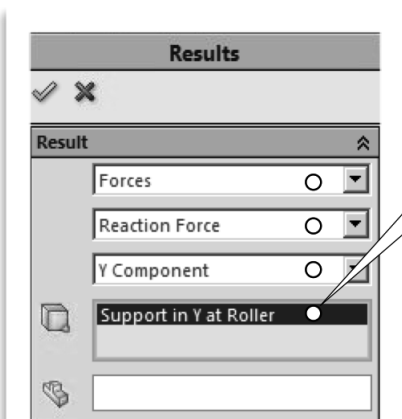 Results
Result
Forces
Reaction Force
Y Component
Support in Y at Roller